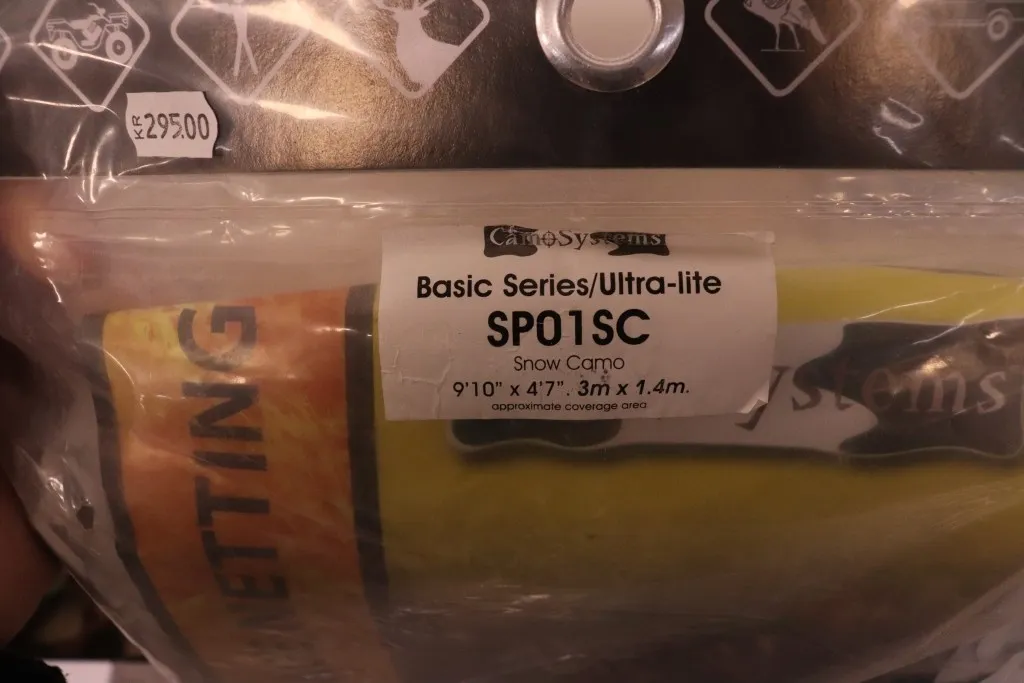 KR 295.00
CamoSystems
Basic Series/Ultra-lite
SP01SC
Snow Camo
9'10" x 4'7". 3m x 1.4m.
approximate coverage area
ystems
NETTING